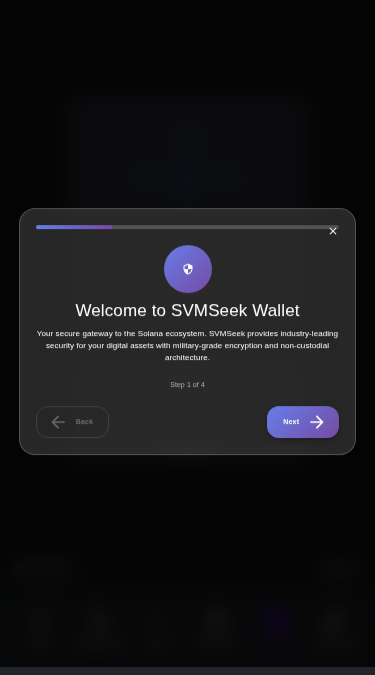 Welcome to SVMSeek Wallet
Your secure gateway to the Solana ecosystem. SVMSeek provides industry-leading
security for your digital assets with military-grade encryption and non-custodial
architecture.
Step 1 of 4
Back
Next